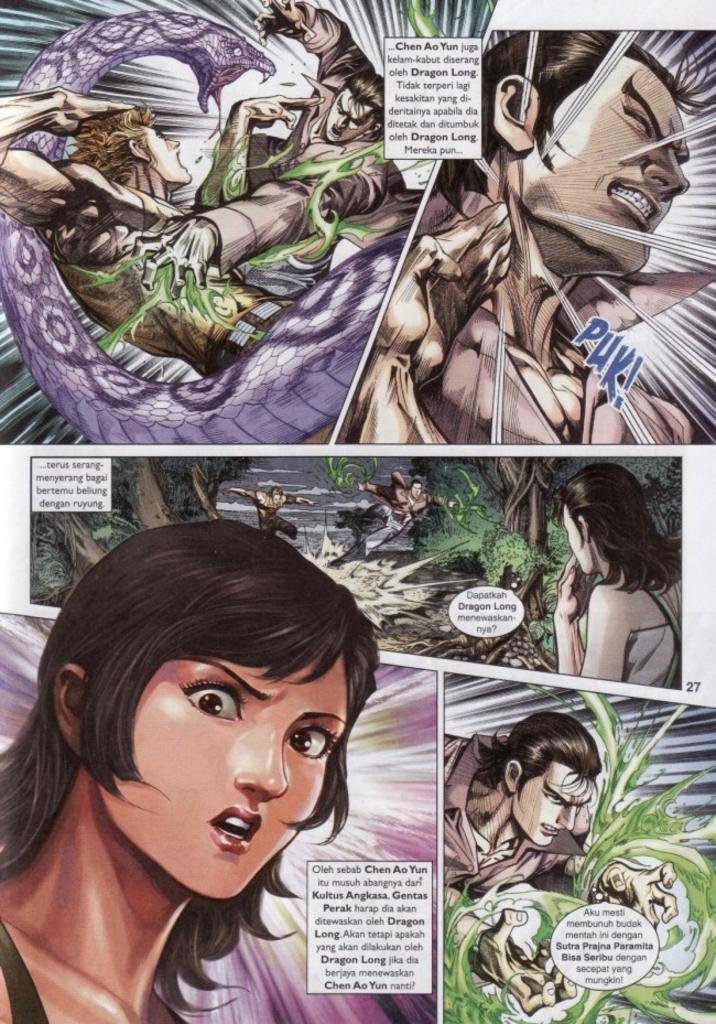 ...Chen Ao Yun juga
kelam-kabut diserang
oleh Dragon Long.
Tidak terperi lagi
kesakitan yang di-
deritainya apabila dia
ditetak dan ditumbuk
oleh Dragon Long.
Mereka pun...
PUK!
...terus serang-
menyerang bagai
bertemu beliung
dengan ruyung.
Dapatkah
Dragon Long
menewaskan-
nya?
27
Oleh sebab Chen Ao Yun
itu musuh abangnya dari
Kultus Angkasa, Gentas
Perak harap dia akan
ditewaskan oleh Dragon
Long. Akan tetapi apakah
yang akan dilakukan oleh
Dragon Long jika dia
berjaya menewaskan
Chen Ao Yun nanti?
Aku mesti
membunuh budak
mentah ini dengan
Sutra Prajna Paramita
Bisa Seribu dengan
secepat yang
mungkin!